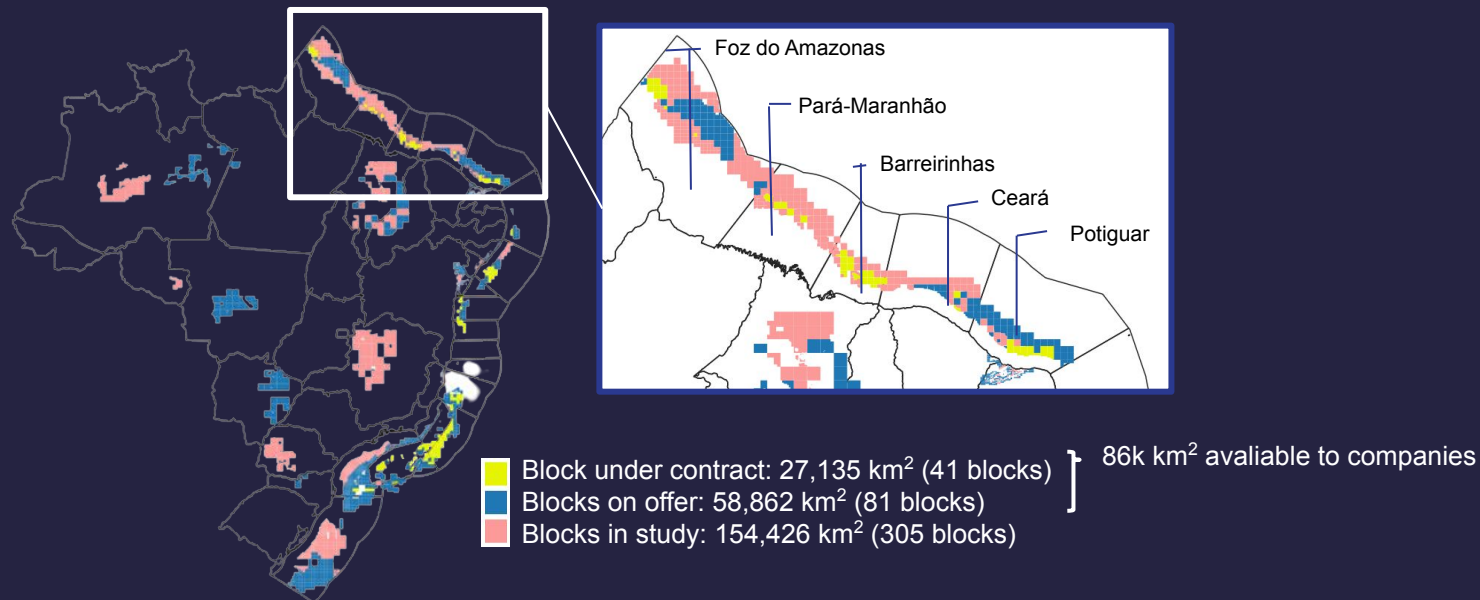 Foz do Amazonas
Pará-Maranhão
Barreirinhas
Ceará
Potiguar
Block under contract: 27,135 km² (41 blocks)
Blocks on offer: 58,862 km² (81 blocks)
Blocks in study: 154,426 km² (305 blocks)
86k km² avaliable to companies